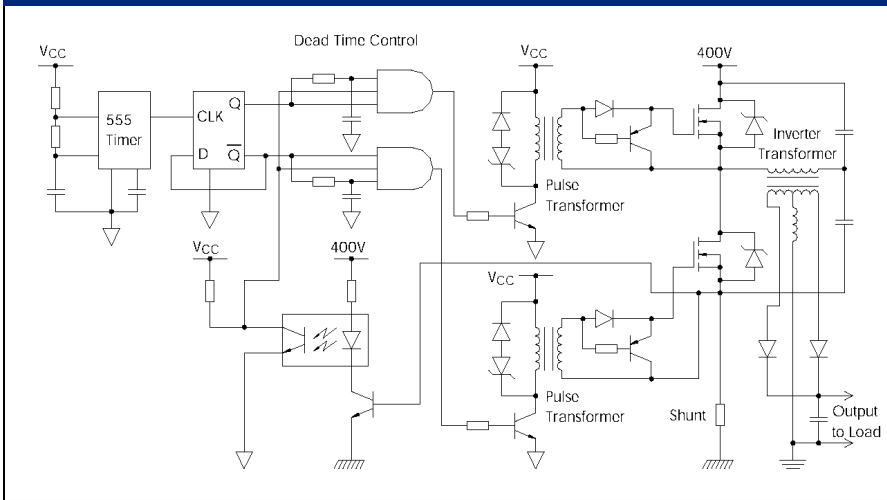 Dead Time Control
VCC
VCC
400V
555
Timer
CLK
Q
D
Q
Inverter
Transformer
Pulse
Transformer
VCC
400V
VCC
Pulse
Transformer
Shunt
Output
to Load